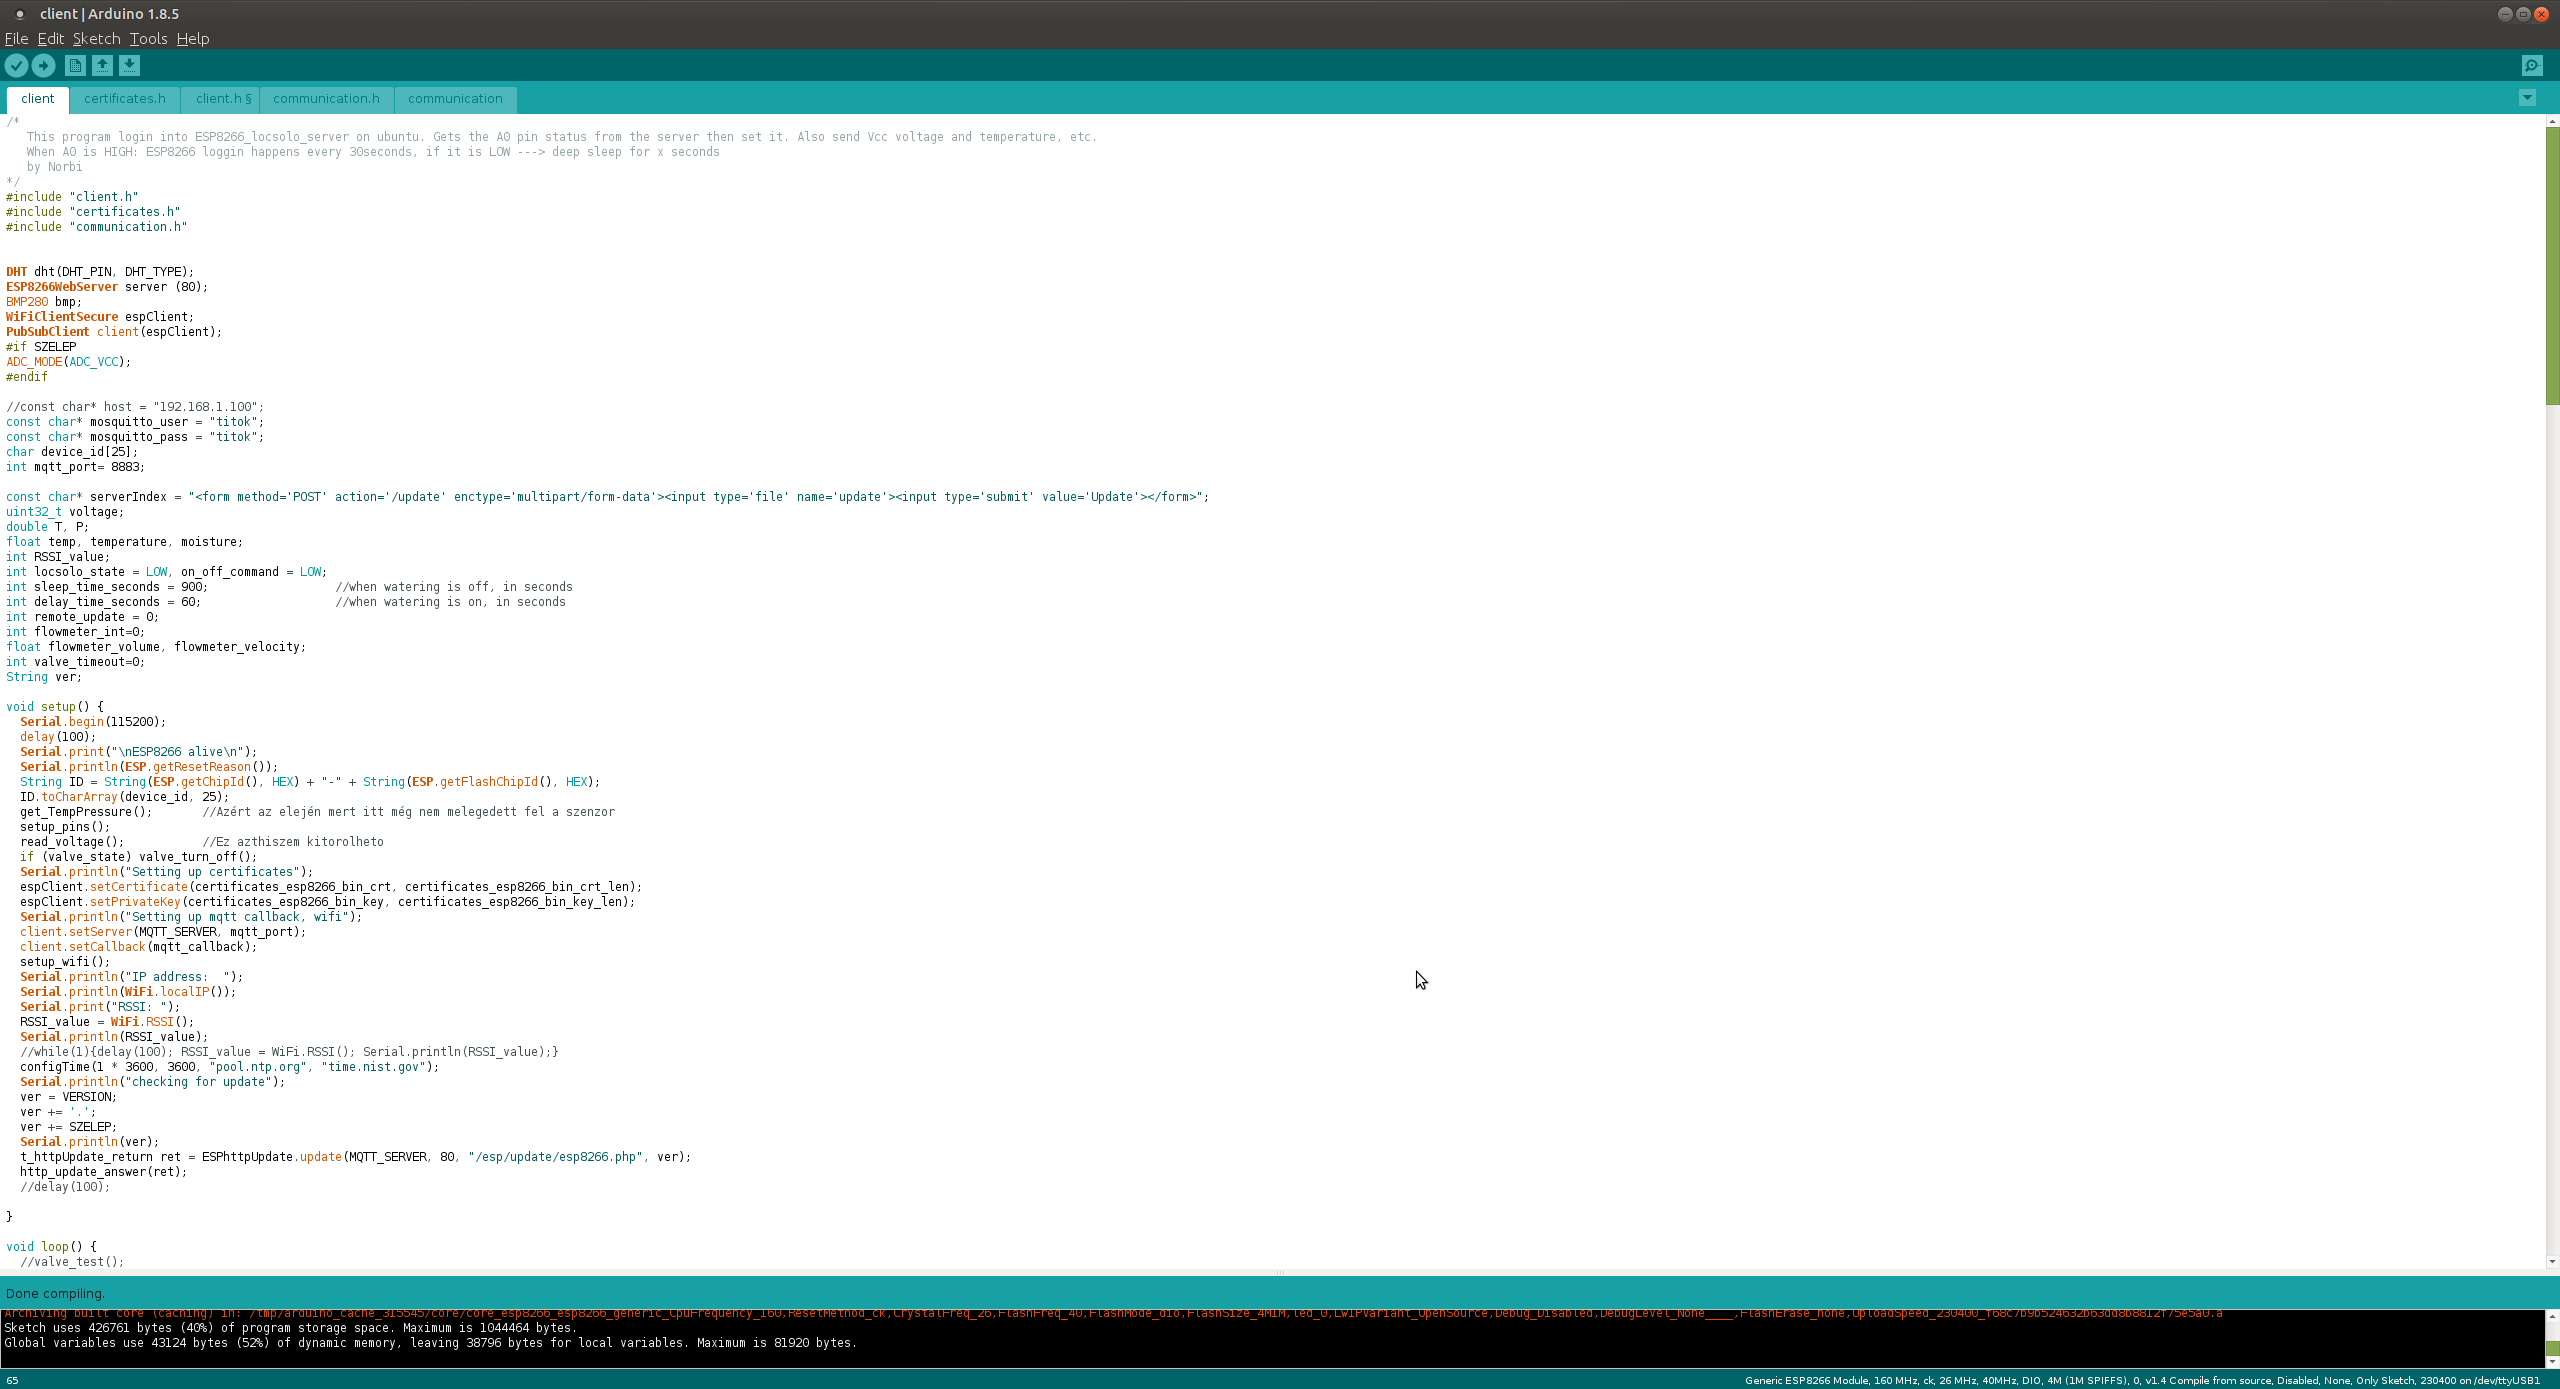 client | Arduino 1.8.5
File Edit Sketch Tools Help
client certificates.h client.h § communication.h communication
/*
This program login into ESP8266_locsolo_server on ubuntu. Gets the A0 pin status from the server then set it. Also send Vcc voltage and temperature, etc.
When A0 is HIGH: ESP8266 loggin happens every 30seconds, if it is LOW ---> deep sleep for x seconds
by Norbi
*/
#include "client.h"
#include "certificates.h"
#include "communication.h"
DHT dht(DHT_PIN, DHT_TYPE);
ESP8266WebServer server (80);
BMP280 bmp;
WiFiClientSecure espClient;
PubSubClient client(espClient);
#if SZELEP
ADC_MODE(ADC_VCC);
#endif
//const char* host = "192.168.1.100";
const char* mosquitto_user = "titok";
const char* mosquitto_pass = "titok";
char device_id[25];
int mqtt_port= 8883;
const char* serverIndex = "<form method='POST' action='/update' enctype='multipart/form-data'><input type='file' name='update'><input type='submit' value='Update'></form>";
uint32_t voltage;
double T, P;
float temp, temperature, moisture;
int RSSI_value;
int locsolo_state = LOW, on_off_command = LOW;
int sleep_time_seconds = 900; //when watering is off, in seconds
int delay_time_seconds = 60; //when watering is on, in seconds
int remote_update = 0;
int flowmeter_int=0;
float flowmeter_volume, flowmeter_velocity;
int valve_timeout=0;
String ver;
void setup() {
Serial.begin(115200);
delay(100);
Serial.print("\nESP8266 alive\n");
Serial.println(ESP.getResetReason());
String ID = String(ESP.getChipId(), HEX) + "-" + String(ESP.getFlashChipId(), HEX);
ID.toCharArray(device_id, 25);
get_TempPressure(); //Azért az elején mert itt még nem melegedett fel a szenzor
setup_pins();
read_voltage(); //Ez azthiszem kitorolheto
if (valve_state) valve_turn_off();
Serial.println("Setting up certificates");
espClient.setCertificate(certificates_esp8266_bin_crt, certificates_esp8266_bin_crt_len);
espClient.setPrivateKey(certificates_esp8266_bin_key, certificates_esp8266_bin_key_len);
Serial.println("Setting up mqtt callback, wifi");
client.setServer(MQTT_SERVER, mqtt_port);
client.setCallback(mqtt_callback);
setup_wifi();
Serial.println("IP address:  ");
Serial.println(WiFi.localIP());
Serial.print("RSSI: ");
RSSI_value = WiFi.RSSI();
Serial.println(RSSI_value);
//while(1){delay(100); RSSI_value = WiFi.RSSI(); Serial.println(RSSI_value);}
configTime(1 * 3600, 3600, "pool.ntp.org", "time.nist.gov");
Serial.println("checking for update");
ver = VERSION;
ver += '.';
ver += SZELEP;
Serial.println(ver);
t_httpUpdate_return ret = ESPhttpUpdate.update(MQTT_SERVER, 80, "/esp/update/esp8266.php", ver);
http_update_answer(ret);
//delay(100);
}
void loop() {
//valve_test();
Done compiling.
Archiving built core (caching) in: /tmp/arduino_cache_315545/core/core_esp8266_esp8266_generic_CpuFrequency_160,ResetMethod_ck,CrystalFreq_26,FlashFreq_40,FlashMode_dio,FlashSize_4M1M,led_0,LwIPVariant_OpenSource,Debug_Disabled,DebugLevel_None____,FlashErase_none,UploadSpeed_230400_f68c7b9b524632b63dd8b8812f75e5a0.a
Sketch uses 426761 bytes (40%) of program storage space. Maximum is 1044464 bytes.
Global variables use 43124 bytes (52%) of dynamic memory, leaving 38796 bytes for local variables. Maximum is 81920 bytes.
65 Generic ESP8266 Module, 160 MHz, ck, 26 MHz, 40MHz, DIO, 4M (1M SPIFFS), 0, v1.4 Compile from source, Disabled, None, Only Sketch, 230400 on /dev/ttyUSB1